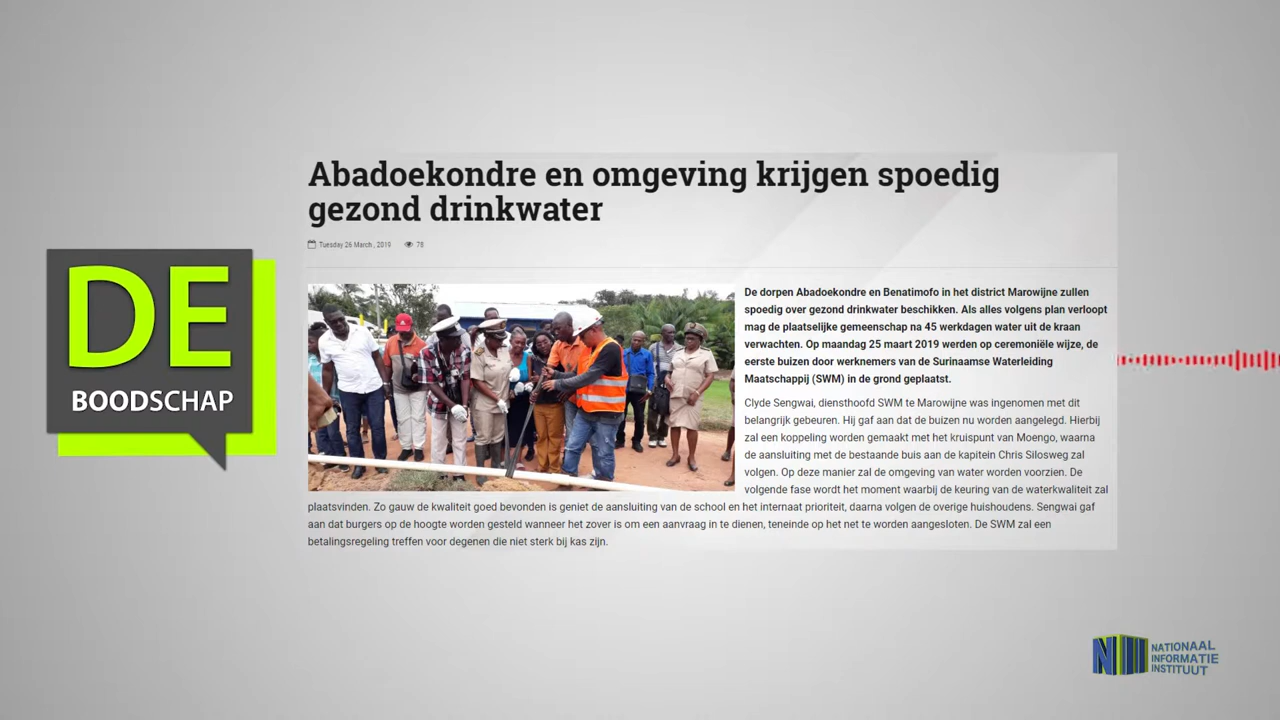 DE
BOODSCHAP
Abadoekondre en omgeving krijgen spoedig
gezond drinkwater
Tuesday 26 March , 2019 78
De dorpen Abadoekondre en Benatimofo in het district Marowijne zullen
spoedig over gezond drinkwater beschikken. Als alles volgens plan verloopt
mag de plaatselijke gemeenschap na 45 werkdagen water uit de kraan
verwachten. Op maandag 25 maart 2019 werden op ceremoniële wijze, de
eerste buizen door werknemers van de Surinaamse Waterleiding
Maatschappij (SWM) in de grond geplaatst.
Clyde Sengwai, diensthoofd SWM te Marowijne was ingenomen met dit
belangrijk gebeuren. Hij gaf aan dat de buizen nu worden aangelegd. Hierbij
zal een koppeling worden gemaakt met het kruispunt van Moengo, waarna
de aansluiting met de bestaande buis aan de kapitein Chris Silosweg zal
volgen. Op deze manier zal de omgeving van water worden voorzien. De
volgende fase wordt het moment waarbij de keuring van de waterkwaliteit zal
plaatsvinden. Zo gauw de kwaliteit goed bevonden is geniet de aansluiting van de school en het internaat prioriteit, daarna volgen de overige huishoudens. Sengwai gaf
aan dat burgers op de hoogte worden gesteld wanneer het zover is om een aanvraag in te dienen, teneinde op het net te worden aangesloten. De SWM zal een
betalingsregeling treffen voor degenen die niet sterk bij kas zijn.
NII NATIONAAL
INFORMATIE
INSTITUUT